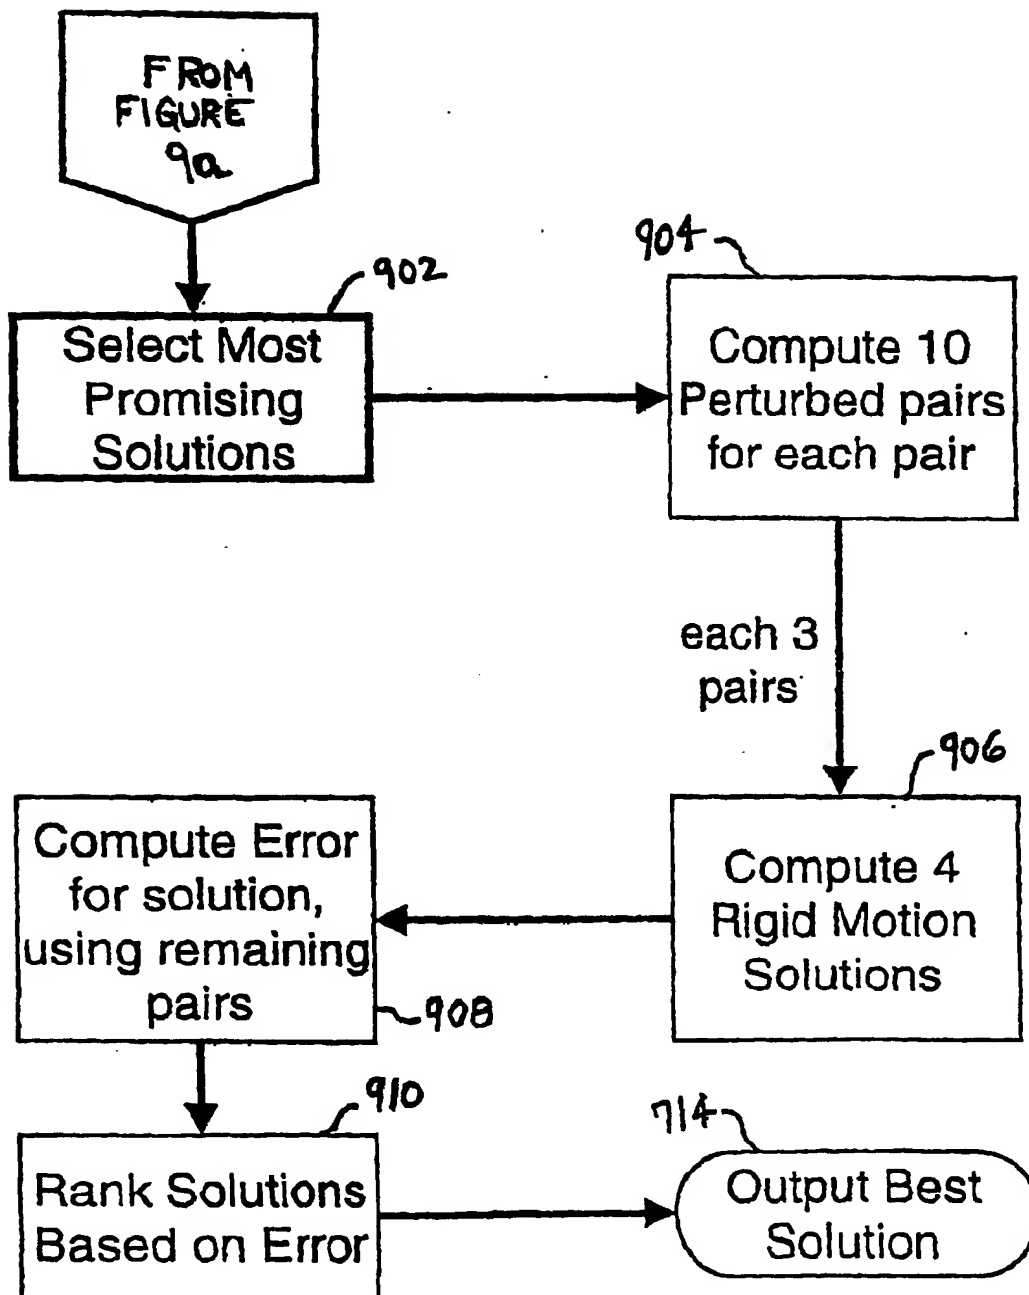 FROM
FIGURE
9a
902
Select Most
Promising
Solutions
904
Compute 10
Perturbed pairs
for each pair
each 3
pairs
906
Compute 4
Rigid Motion
Solutions
Compute Error
for solution,
using remaining
pairs
908
910
Rank Solutions
Based on Error
714
Output Best
Solution